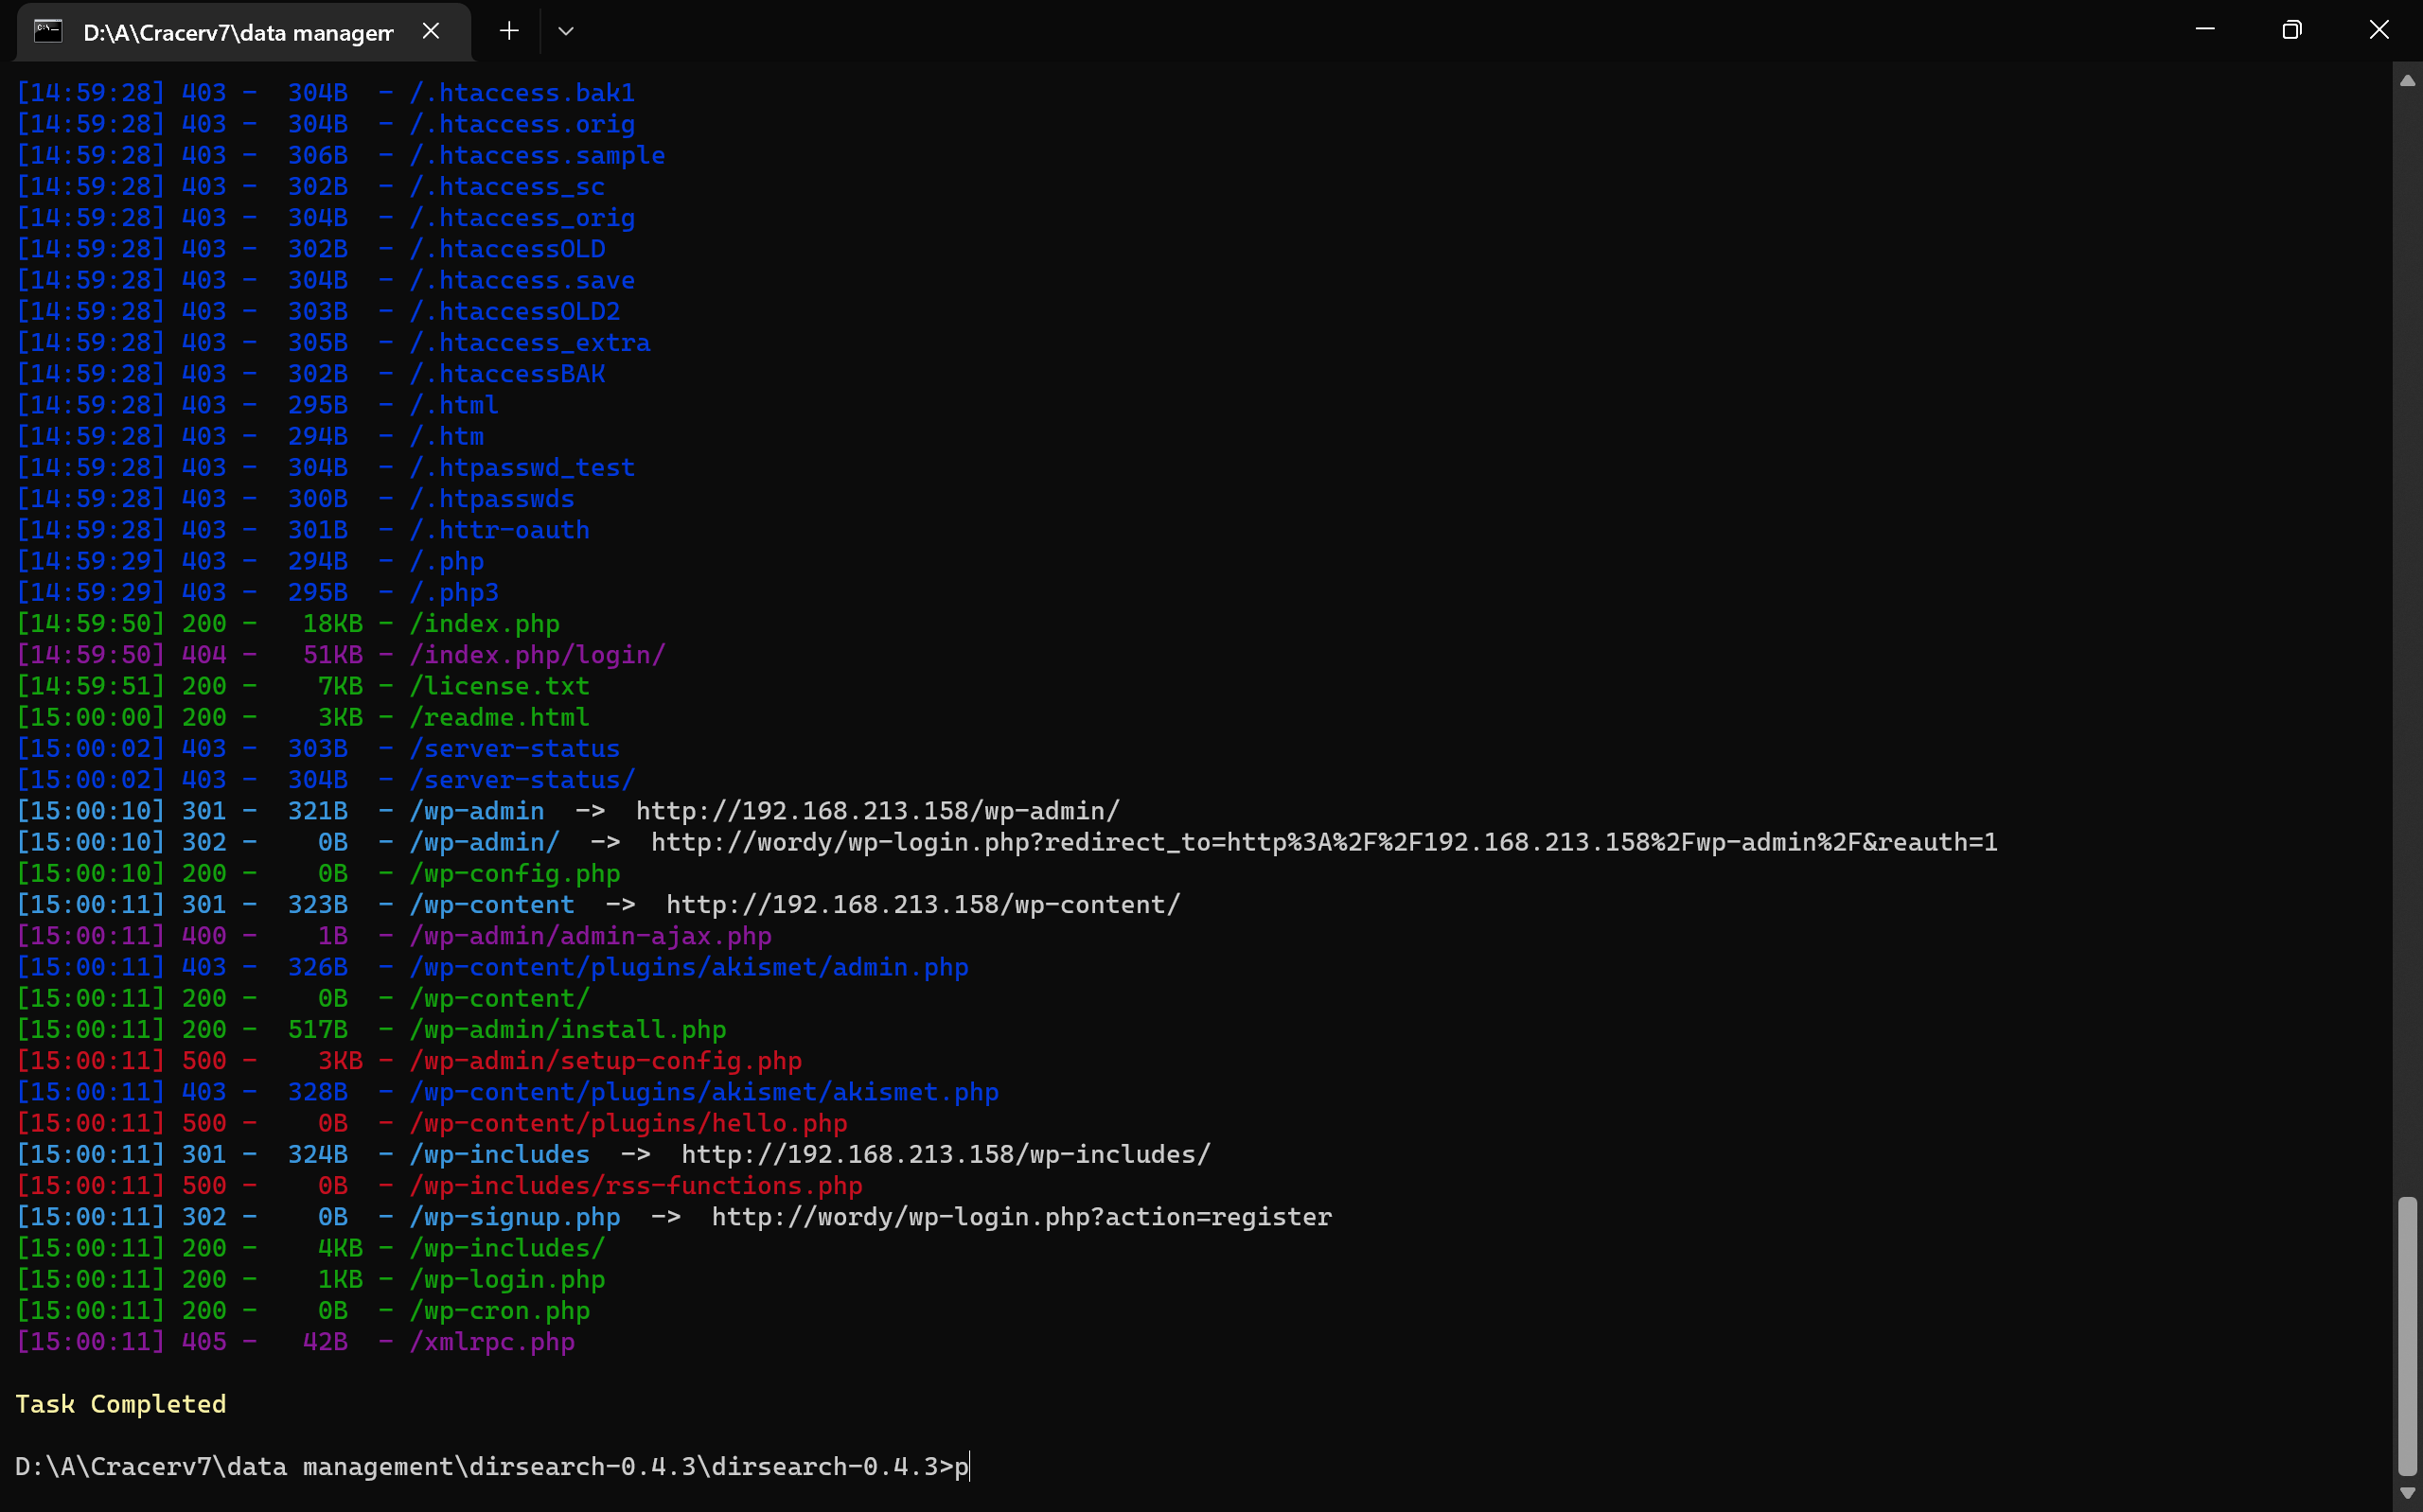 D:\A\Cracerv7\data managem
[14:59:28] 403 -  304B  - /.htaccess.bak1
[14:59:28] 403 -  304B  - /.htaccess.orig
[14:59:28] 403 -  306B  - /.htaccess.sample
[14:59:28] 403 -  302B  - /.htaccess_sc
[14:59:28] 403 -  304B  - /.htaccess_orig
[14:59:28] 403 -  302B  - /.htaccessOLD
[14:59:28] 403 -  304B  - /.htaccess.save
[14:59:28] 403 -  303B  - /.htaccessOLD2
[14:59:28] 403 -  305B  - /.htaccess_extra
[14:59:28] 403 -  302B  - /.htaccessBAK
[14:59:28] 403 -  295B  - /.html
[14:59:28] 403 -  294B  - /.htm
[14:59:28] 403 -  304B  - /.htpasswd_test
[14:59:28] 403 -  300B  - /.htpasswds
[14:59:28] 403 -  301B  - /.httr-oauth
[14:59:29] 403 -  294B  - /.php
[14:59:29] 403 -  295B  - /.php3
[14:59:50] 200 -   18KB - /index.php
[14:59:50] 404 -   51KB - /index.php/login/
[14:59:51] 200 -    7KB - /license.txt
[15:00:00] 200 -    3KB - /readme.html
[15:00:02] 403 -  303B  - /server-status
[15:00:02] 403 -  304B  - /server-status/
[15:00:10] 301 -  321B  - /wp-admin  ->  http://192.168.213.158/wp-admin/
[15:00:10] 302 -    0B  - /wp-admin/  ->  http://wordy/wp-login.php?redirect_to=http%3A%2F%2F192.168.213.158%2Fwp-admin%2F&reauth=1
[15:00:10] 200 -    0B  - /wp-config.php
[15:00:11] 301 -  323B  - /wp-content  ->  http://192.168.213.158/wp-content/
[15:00:11] 400 -    1B  - /wp-admin/admin-ajax.php
[15:00:11] 403 -  326B  - /wp-content/plugins/akismet/admin.php
[15:00:11] 200 -    0B  - /wp-content/
[15:00:11] 200 -  517B  - /wp-admin/install.php
[15:00:11] 500 -    3KB - /wp-admin/setup-config.php
[15:00:11] 403 -  328B  - /wp-content/plugins/akismet/akismet.php
[15:00:11] 500 -    0B  - /wp-content/plugins/hello.php
[15:00:11] 301 -  324B  - /wp-includes  ->  http://192.168.213.158/wp-includes/
[15:00:11] 500 -    0B  - /wp-includes/rss-functions.php
[15:00:11] 302 -    0B  - /wp-signup.php  ->  http://wordy/wp-login.php?action=register
[15:00:11] 200 -    4KB - /wp-includes/
[15:00:11] 200 -    1KB - /wp-login.php
[15:00:11] 200 -    0B  - /wp-cron.php
[15:00:11] 405 -   42B  - /xmlrpc.php
Task Completed
D:\A\Cracerv7\data management\dirsearch-0.4.3\dirsearch-0.4.3>p